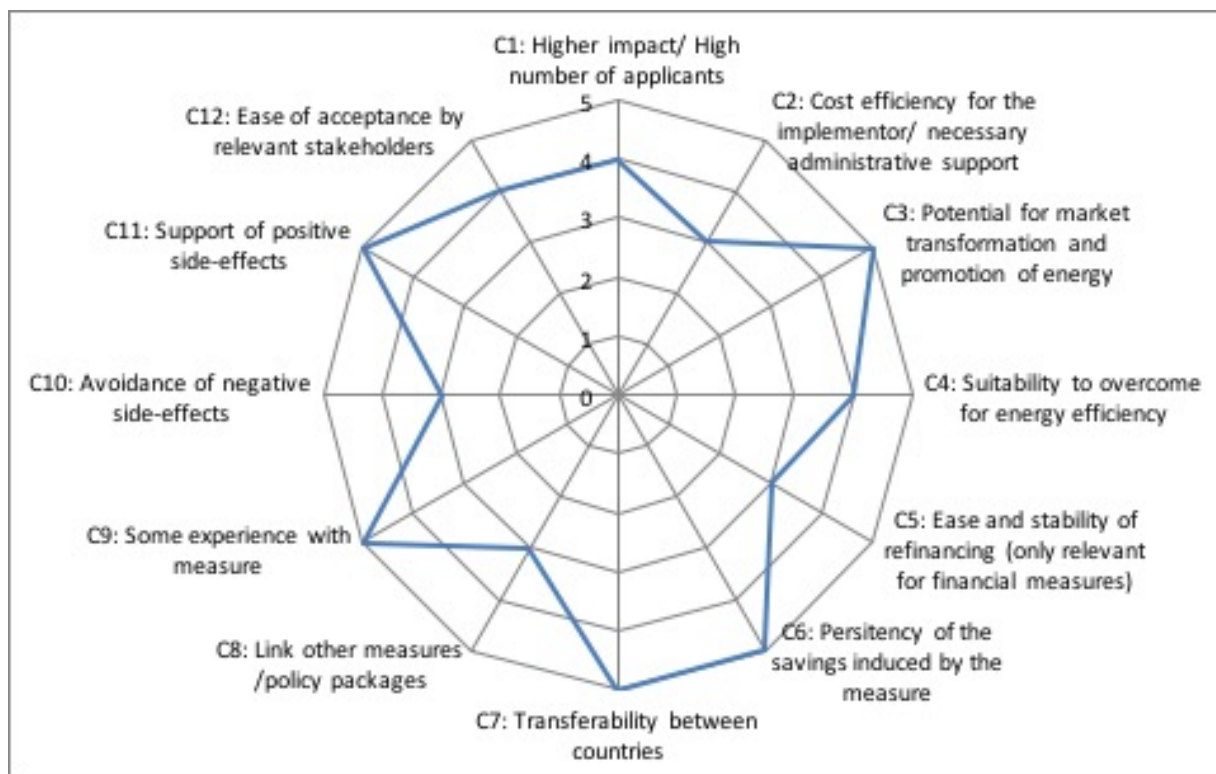 C1: Higher impact/ High
number of applicants
C2: Cost efficiency for the
implementor/ necessary
administrative support
C3: Potential for market
transformation and
promotion of energy
C4: Suitability to overcome
for energy efficiency
C5: Ease and stability of
refinancing (only relevant
for financial measures)
C6: Persitency of the
savings induced by the
measure
C7: Transferability between
countries
C8: Link other measures
/policy packages
C9: Some experience with
measure
C10: Avoidance of negative
side-effects
C11: Support of positive
side-effects
C12: Ease of acceptance by
relevant stakeholders
5
4
3
2
1
0